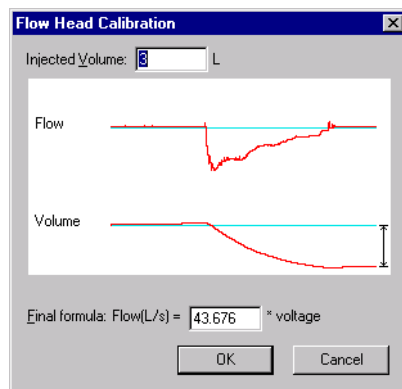 Flow Head Calibration
Injected Volume: 3 L
Flow
Volume
Final formula: Flow(L/s) = 43.676 * voltage
OK Cancel